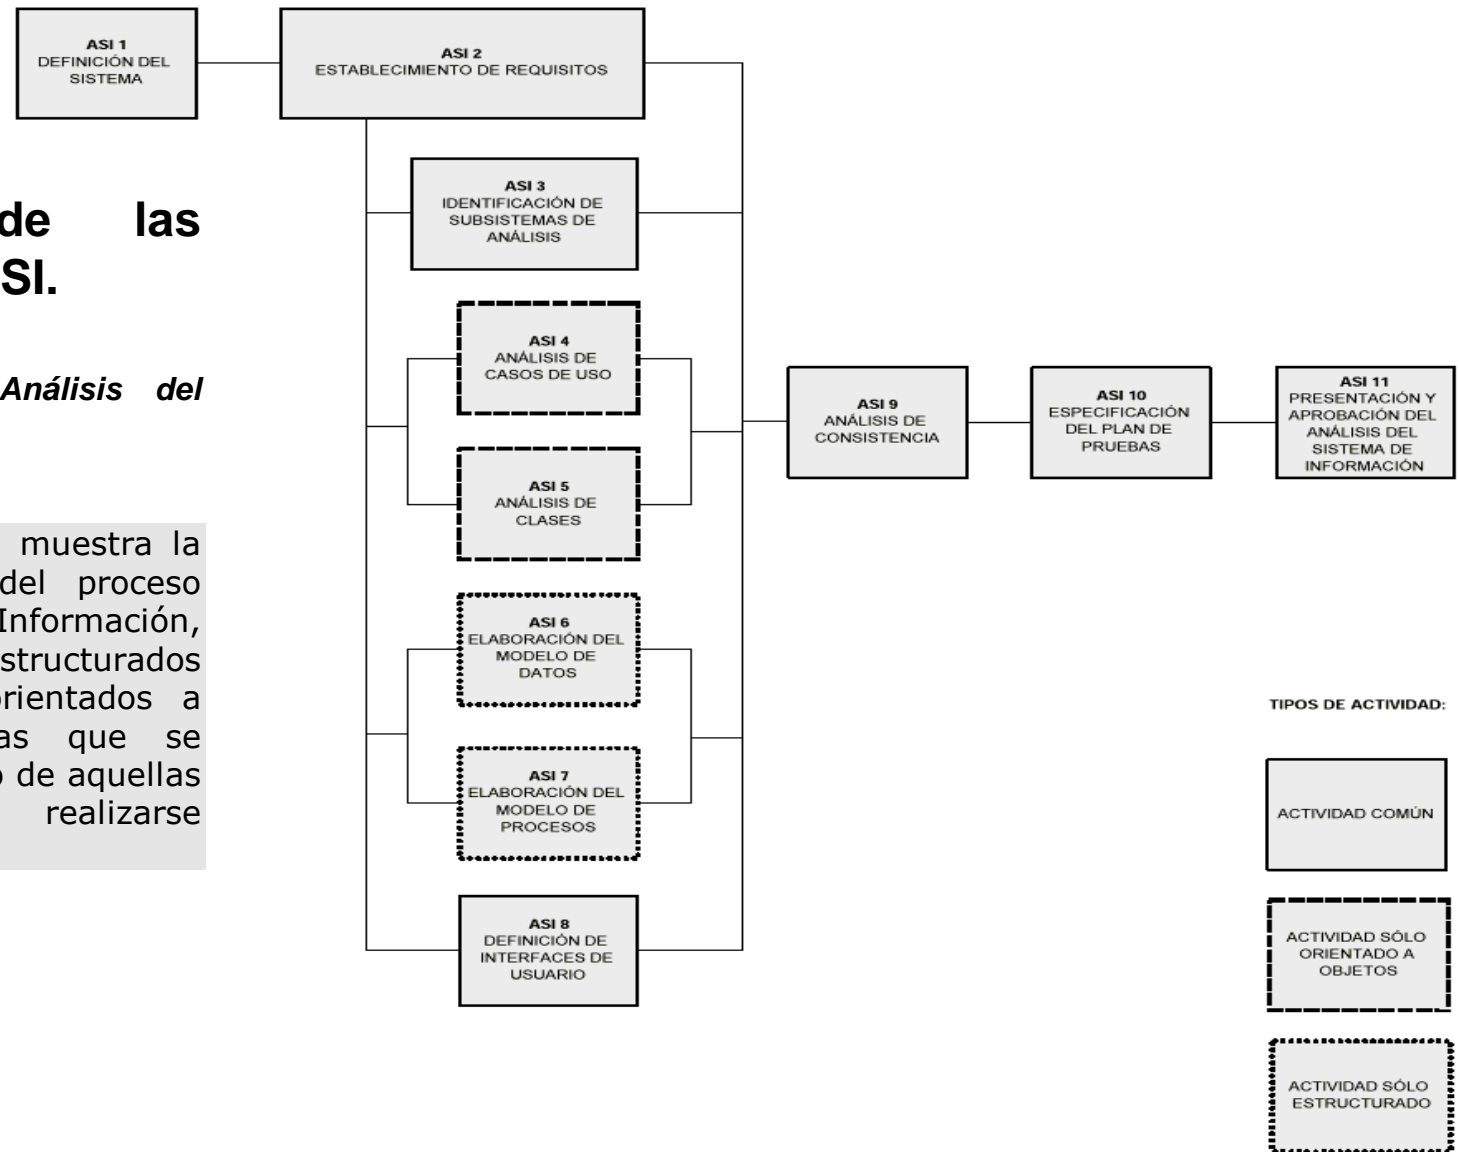 ASI 1
DEFINICIÓN DEL
SISTEMA
ASI 2
ESTABLECIMIENTO DE REQUISITOS
ASI 3
IDENTIFICACIÓN DE
SUBSISTEMAS DE
ANÁLISIS
de las
SI.
ASI 4
ANÁLISIS DE
CASOS DE USO
Análisis del
ASI 5
ANÁLISIS DE
CLASES
ASI 9
ANÁLISIS DE
CONSISTENCIA
ASI 10
ESPECIFICACIÓN
DEL PLAN DE
PRUEBAS
ASI 11
PRESENTACIÓN Y
APROBACIÓN DEL
ANÁLISIS DEL
SISTEMA DE
INFORMACIÓN
muestra la
del proceso
Información,
structurados
orientados a
as que se
o de aquellas
realizarse
ASI 6
ELABORACIÓN DEL
MODELO DE
DATOS
ASI 7
ELABORACIÓN DEL
MODELO DE
PROCESOS
ASI 8
DEFINICIÓN DE
INTERFACES DE
USUARIO
TIPOS DE ACTIVIDAD:
ACTIVIDAD COMÚN
ACTIVIDAD SÓLO
ORIENTADO A
OBJETOS
ACTIVIDAD SÓLO
ESTRUCTURADO